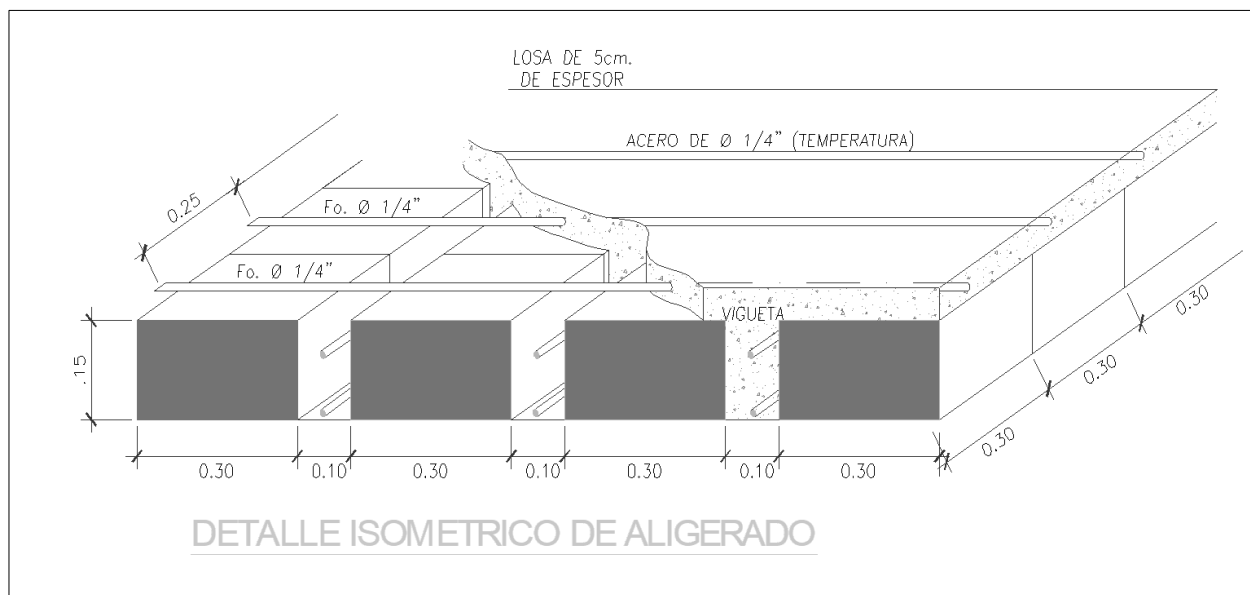 LOSA DE 5cm.
DE ESPESOR
ACERO DE Ø 1/4" (TEMPERATURA)
0.25
Fo. Ø 1/4"
Fo. Ø 1/4"
VIGUETA
.15
0.30
0.10
0.30
0.10
0.30
0.10
0.30
0.30
0.30
0.30
DETALLE ISOMETRICO DE ALIGERADO